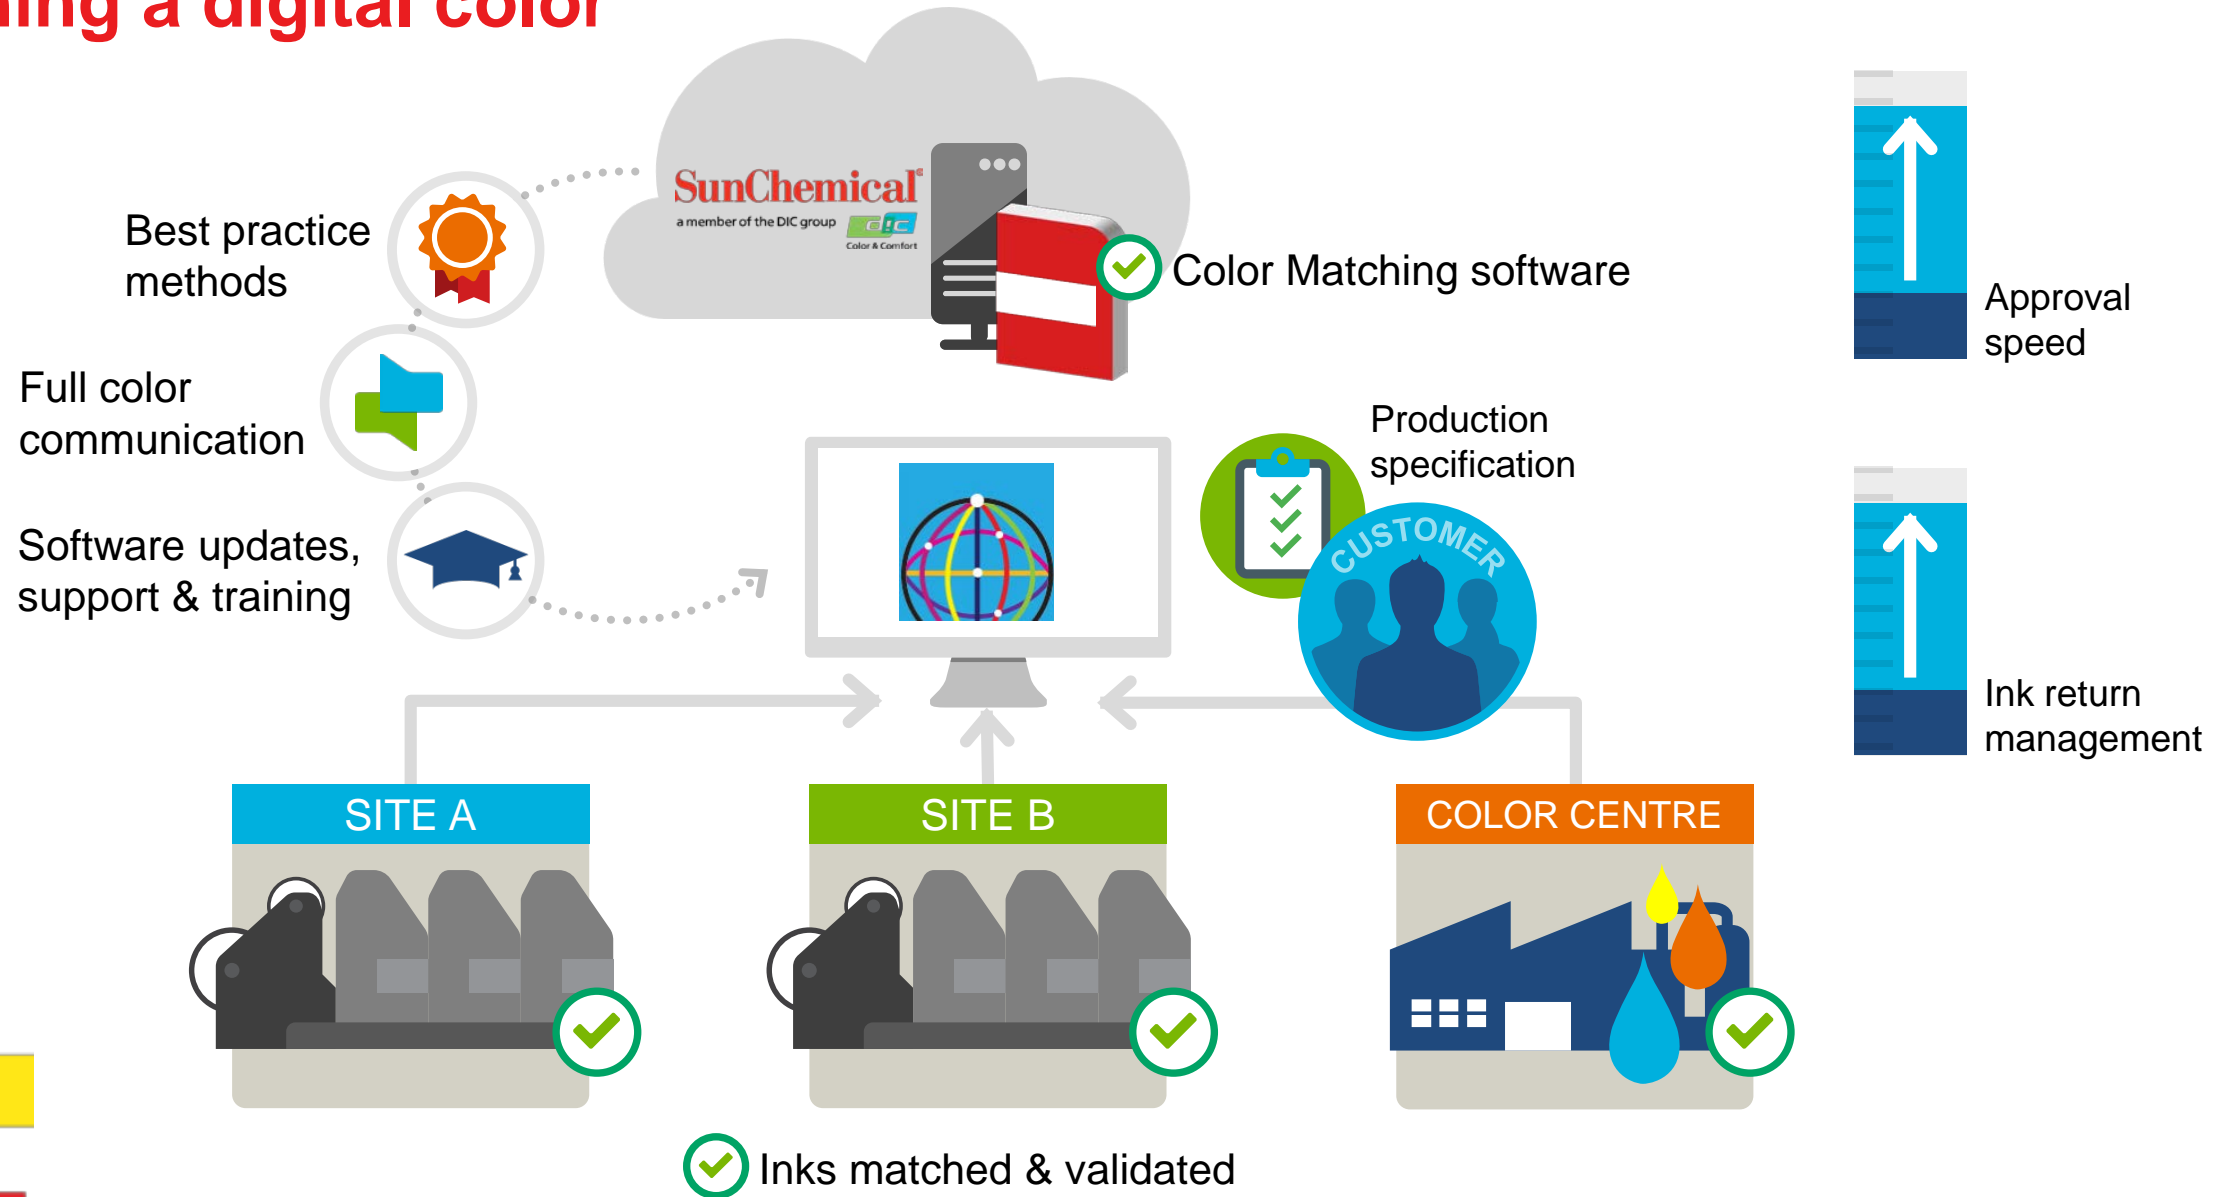 a digital color
SunChemical
a member of the DIC group
DIC
Color & Comfort
Color Matching software
Best practice
methods
Full color
communication
Software updates,
support & training
Production
specification
CUSTOMER
Approval
speed
Ink return
management
SITE A
SITE B
COLOR CENTRE
Inks matched & validated